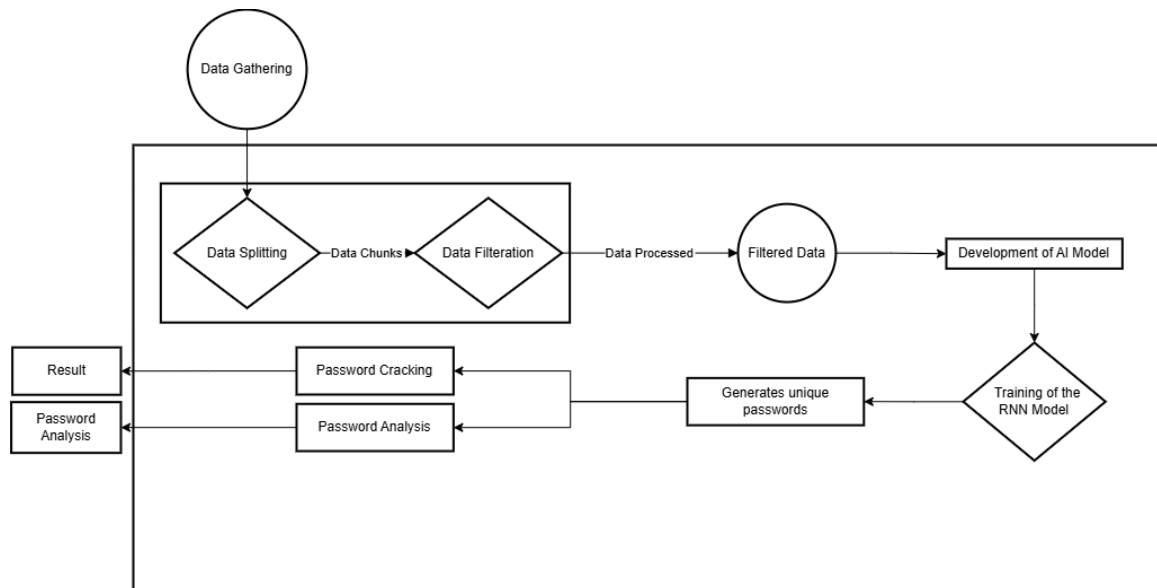 Data Gathering
Data Splitting
Data Chunks
Data Filteration
Data Processed
Filtered Data
Development of AI Model
Result
Password Cracking
Generates unique
passwords
Training of the
RNN Model
Password
Analysis
Password Analysis